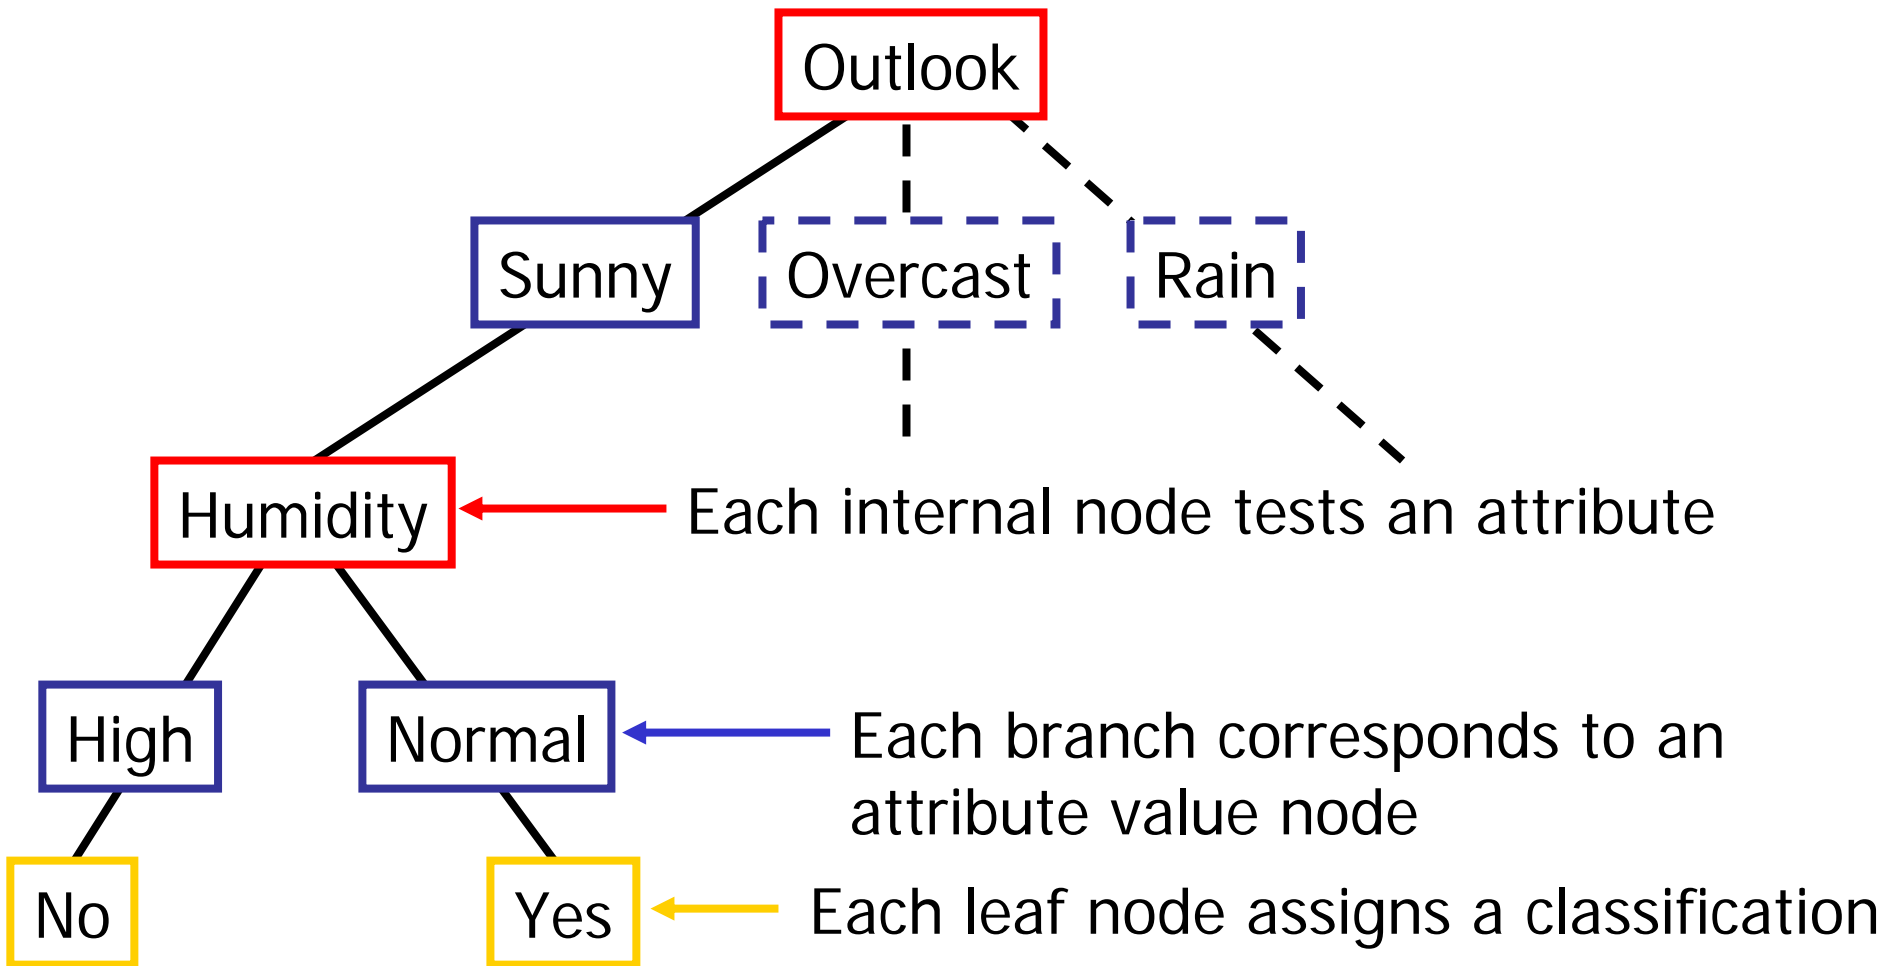 Outlook
Sunny
Overcast
Rain
Humidity
Each internal node tests an attribute
High
Normal
Each branch corresponds to an
attribute value node
No
Yes
Each leaf node assigns a classification